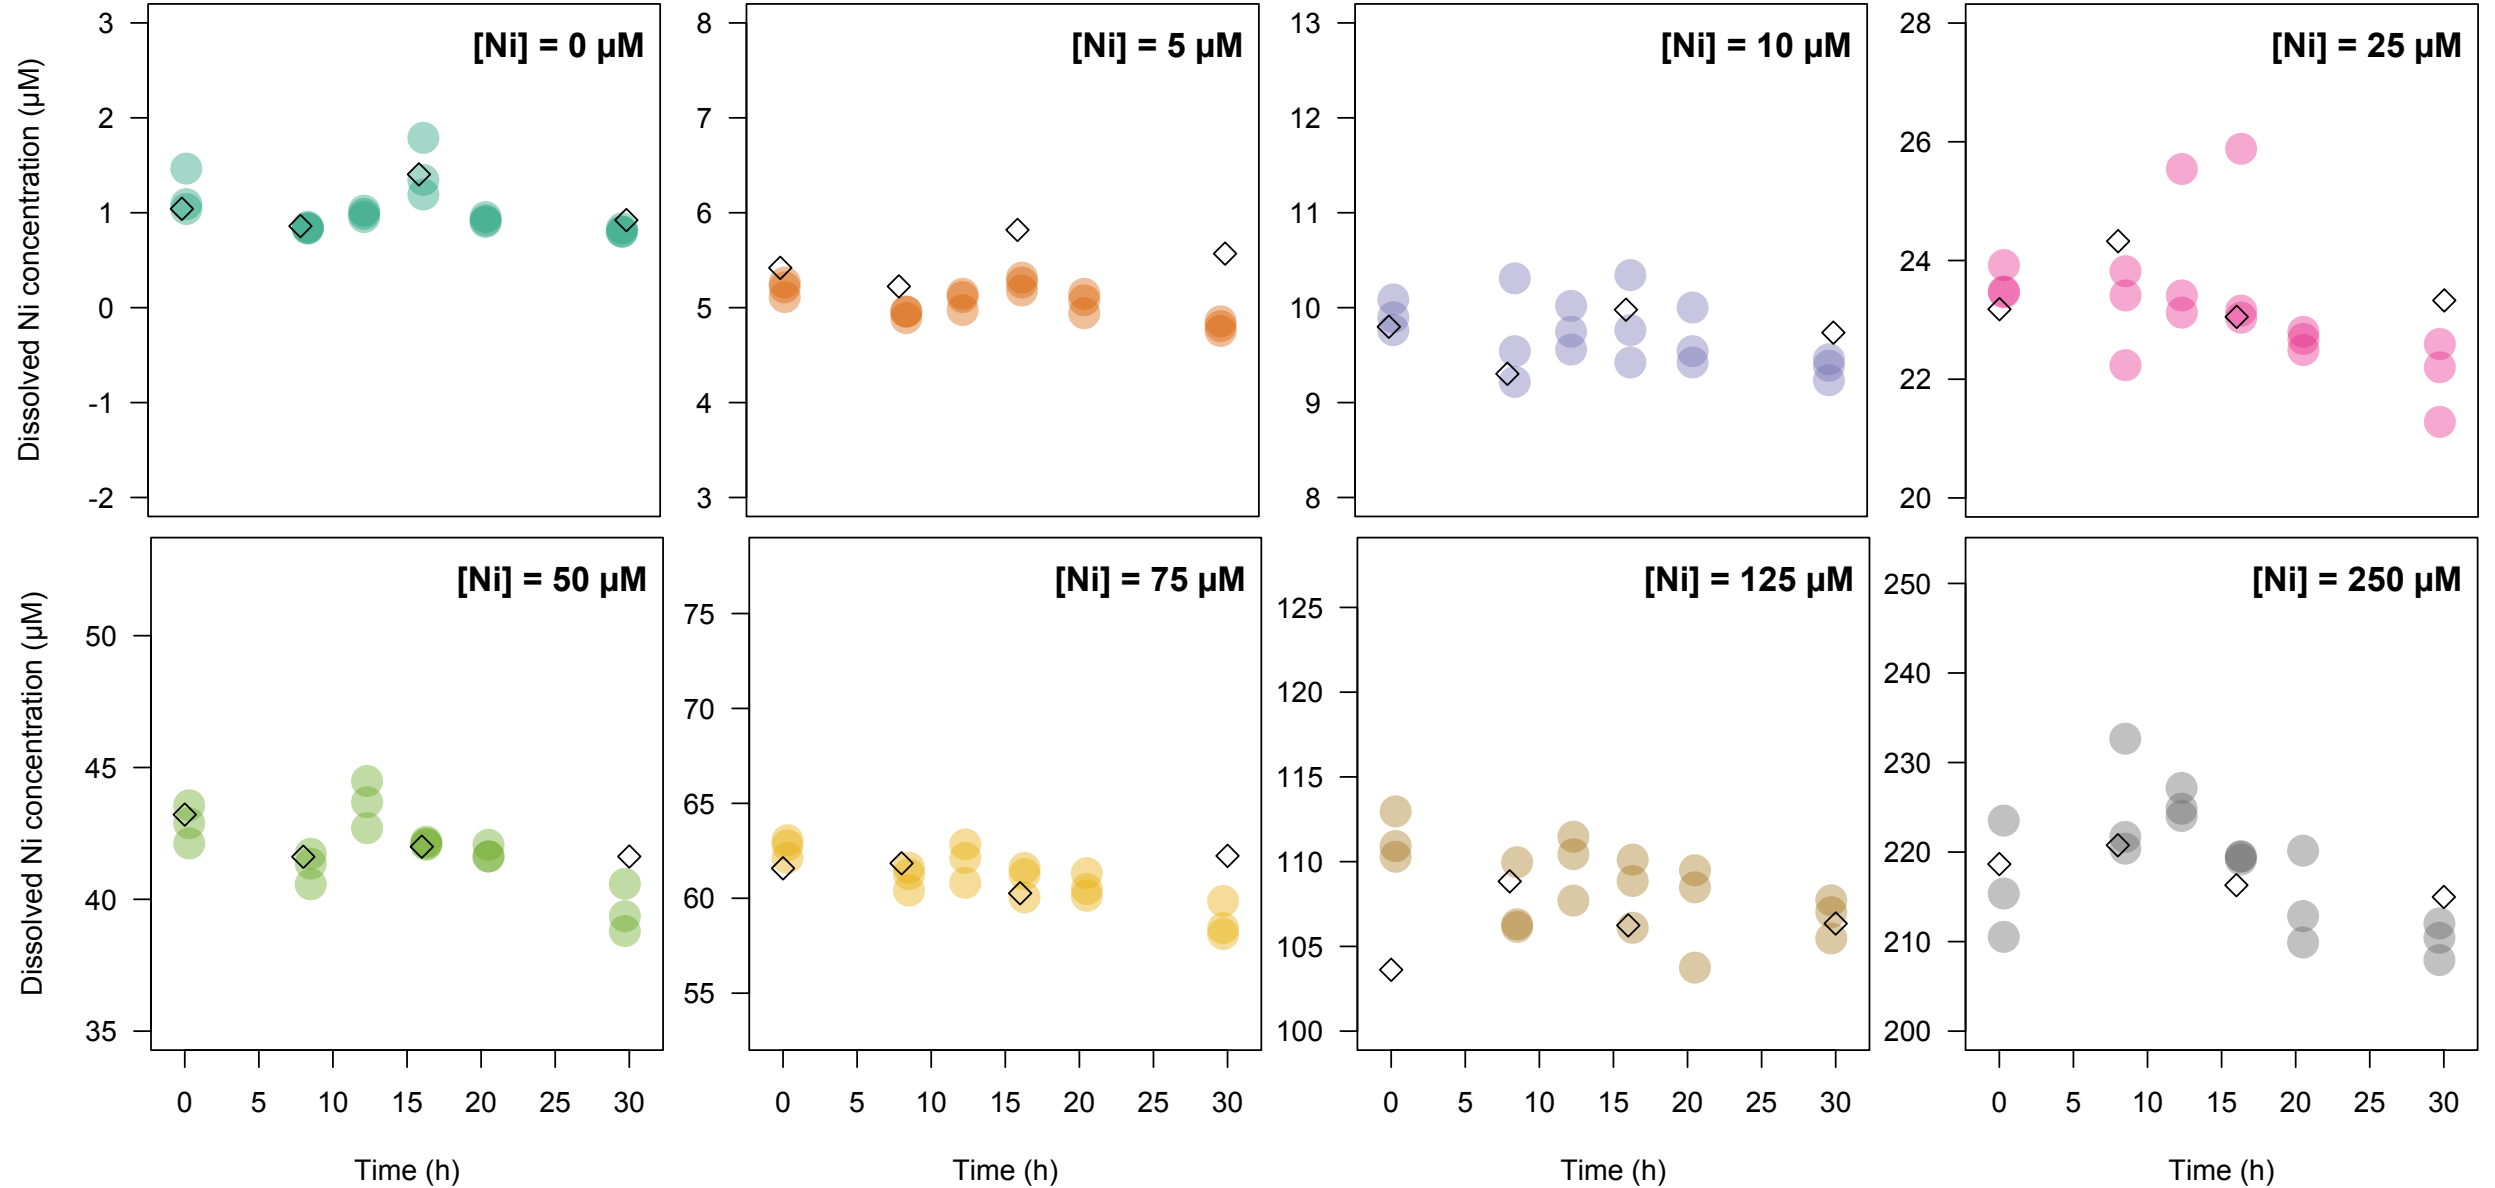 Dissolved Ni concentration (µM)
[Ni] = 0 µM
3
2
1
0
-1
-2
[Ni] = 5 µM
8
7
6
5
4
3
[Ni] = 10 µM
13
12
11
10
9
8
[Ni] = 25 µM
28
26
24
22
20
Dissolved Ni concentration (µM)
[Ni] = 50 µM
50
45
40
35
0 5 10 15 20 25 30
Time (h)
[Ni] = 75 µM
75
70
65
60
55
0 5 10 15 20 25 30
Time (h)
[Ni] = 125 µM
125
120
115
110
105
100
0 5 10 15 20 25 30
Time (h)
[Ni] = 250 µM
250
240
230
220
210
200
0 5 10 15 20 25 30
Time (h)